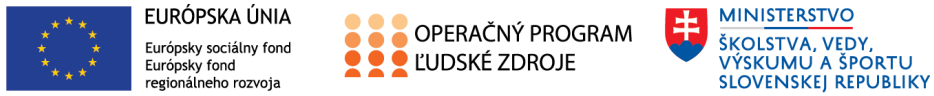 EURÓPSKA ÚNIA
Európsky sociálny fond
Európsky fond
regionálneho rozvoja
OPERAČNÝ PROGRAM
ĽUDSKÉ ZDROJE
MINISTERSTVO
ŠKOLSTVA, VEDY,
VÝSKUMU A ŠPORTU
SLOVENSKEJ REPUBLIKY